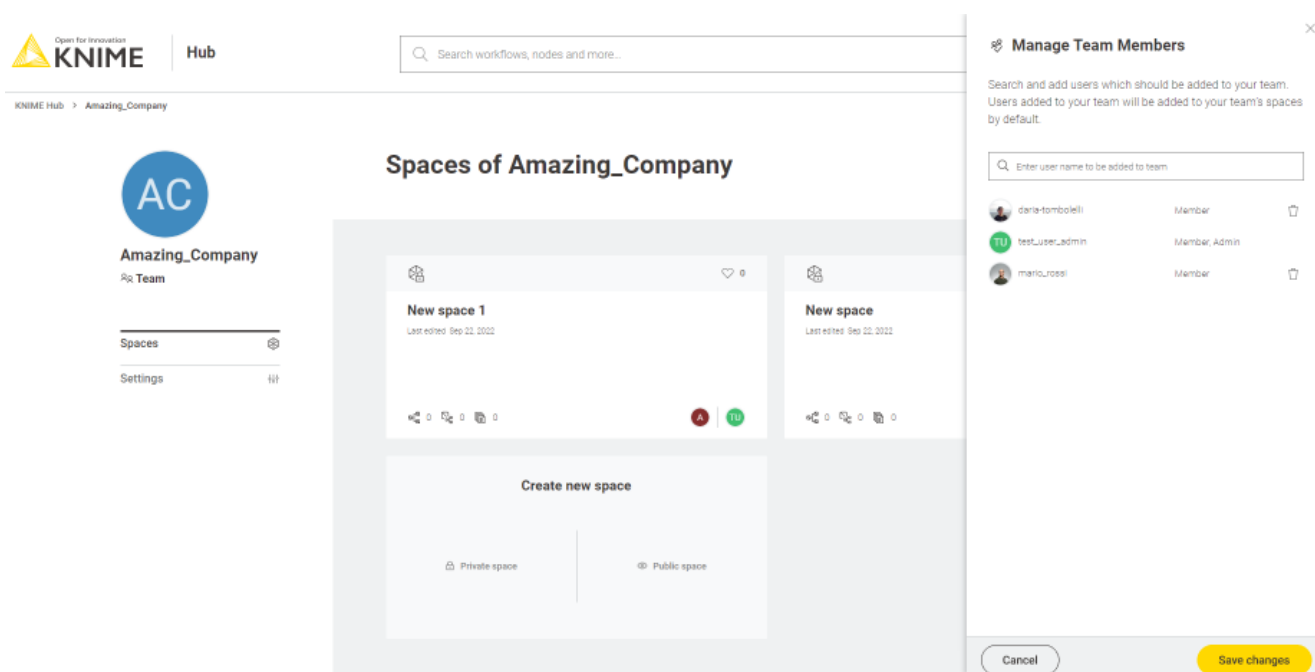 Open for Innovation
KNIME
Hub
Search workflows, nodes and more...
KNIME Hub > Amazing_Company
AC
Amazing_Company
Team
Spaces
Settings
Spaces of Amazing_Company
0
New space 1
Last edited Sep 22, 2022
0 0 0
A TU
New space
Last edited Sep 22, 2022
0 0 0
Create new space
Private space
Public space
Manage Team Members
Search and add users which should be added to your team.
Users added to your team will be added to your team's spaces
by default.
Enter user name to be added to team
daria-tombolelli Member
TU test_user_admin Member, Admin
mario_rossi Member
Cancel
Save changes